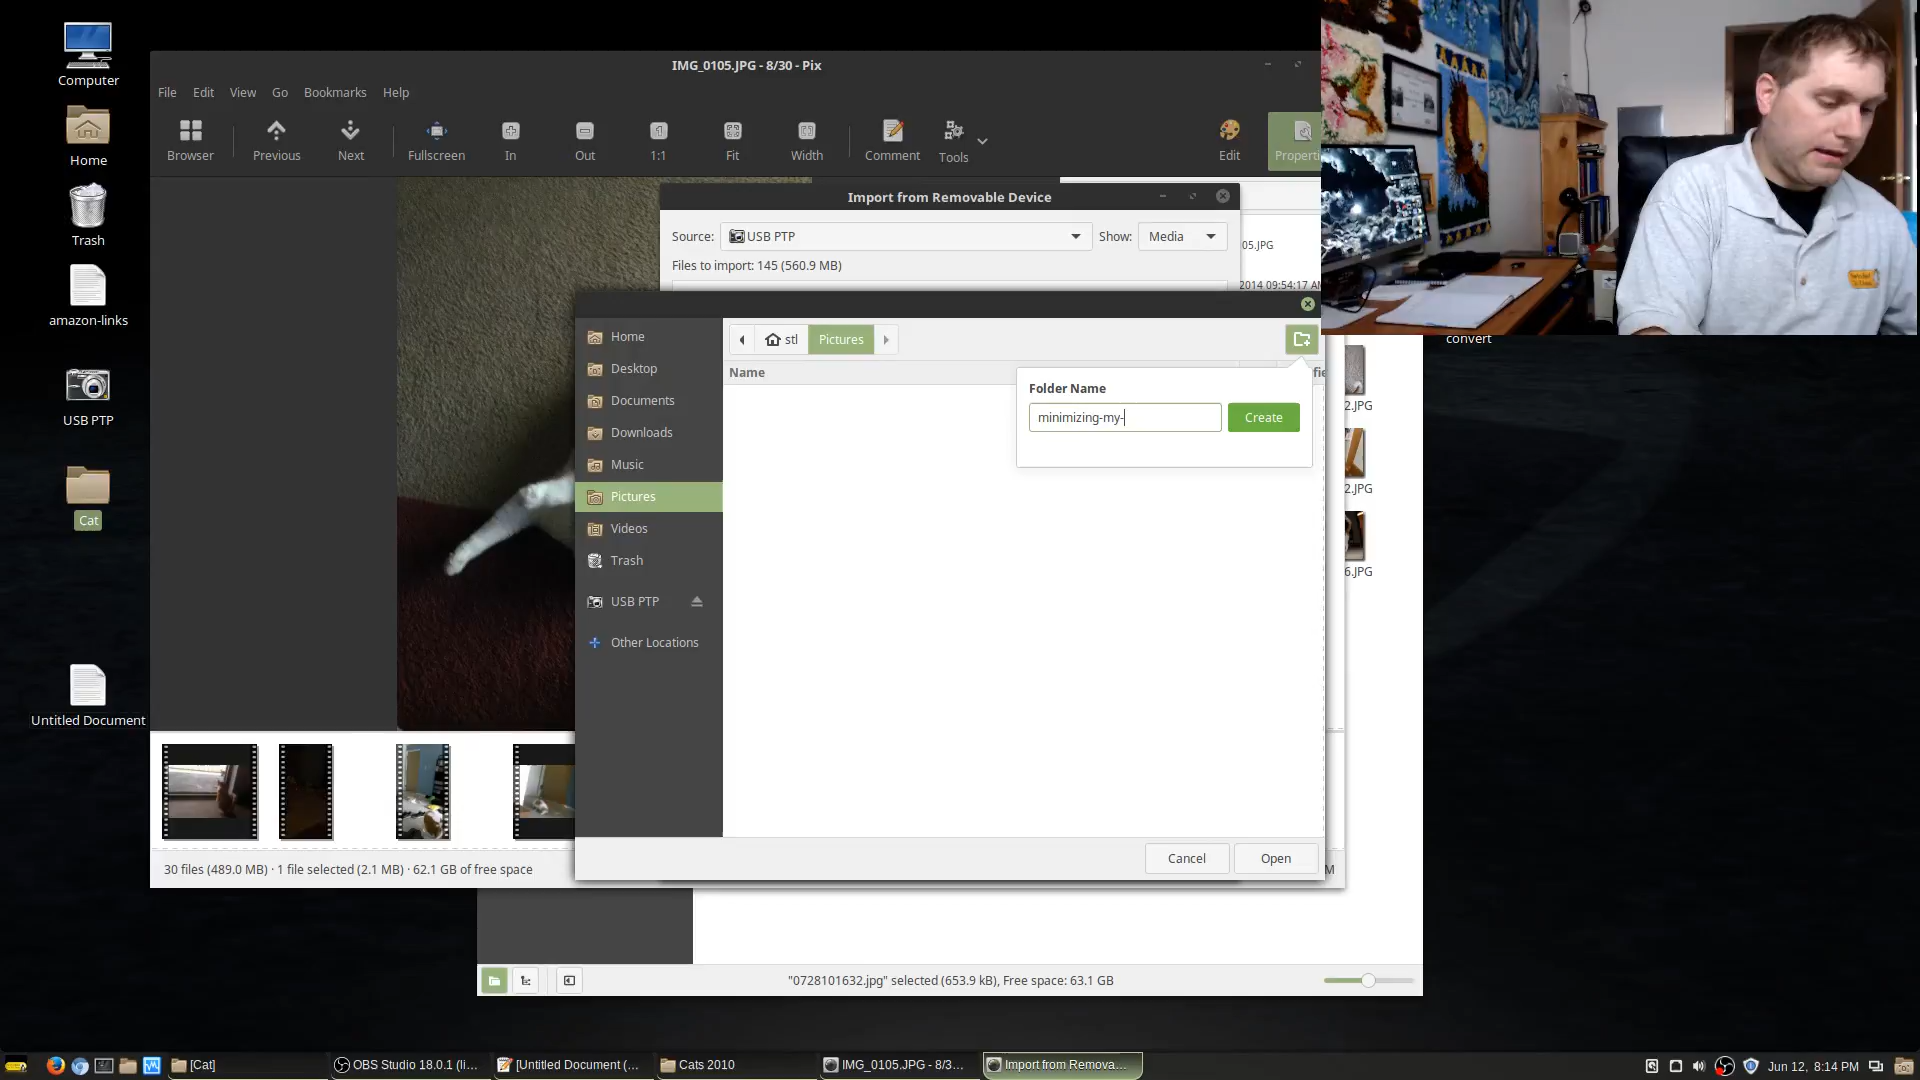 Computer
Home
Trash
amazon-links
USB PTP
Cat
Untitled Document
IMG_0105.JPG - 8/30 - Pix
File Edit View Go Bookmarks Help
Browser Previous Next Fullscreen In Out 1:1 Fit Width Comment Tools Edit Properti
Import from Removable Device
Source: USB PTP Show: Media
05.JPG
Files to import: 145 (560.9 MB)
2014 09:54:17 AM
Home
Desktop
Documents
Downloads
Music
Pictures
Videos
Trash
USB PTP
Other Locations
stl Pictures
Name
Folder Name
minimizing-my-
Create
Cancel Open
convert
2.JPG
2.JPG
6.JPG
30 files (489.0 MB) · 1 file selected (2.1 MB) · 62.1 GB of free space
M
"0728101632.jpg" selected (653.9 kB), Free space: 63.1 GB
[Cat] OBS Studio 18.0.1 (li... [Untitled Document (... Cats 2010 IMG_0105.JPG - 8/3... Import from Remova... Jun 12, 8:14 PM